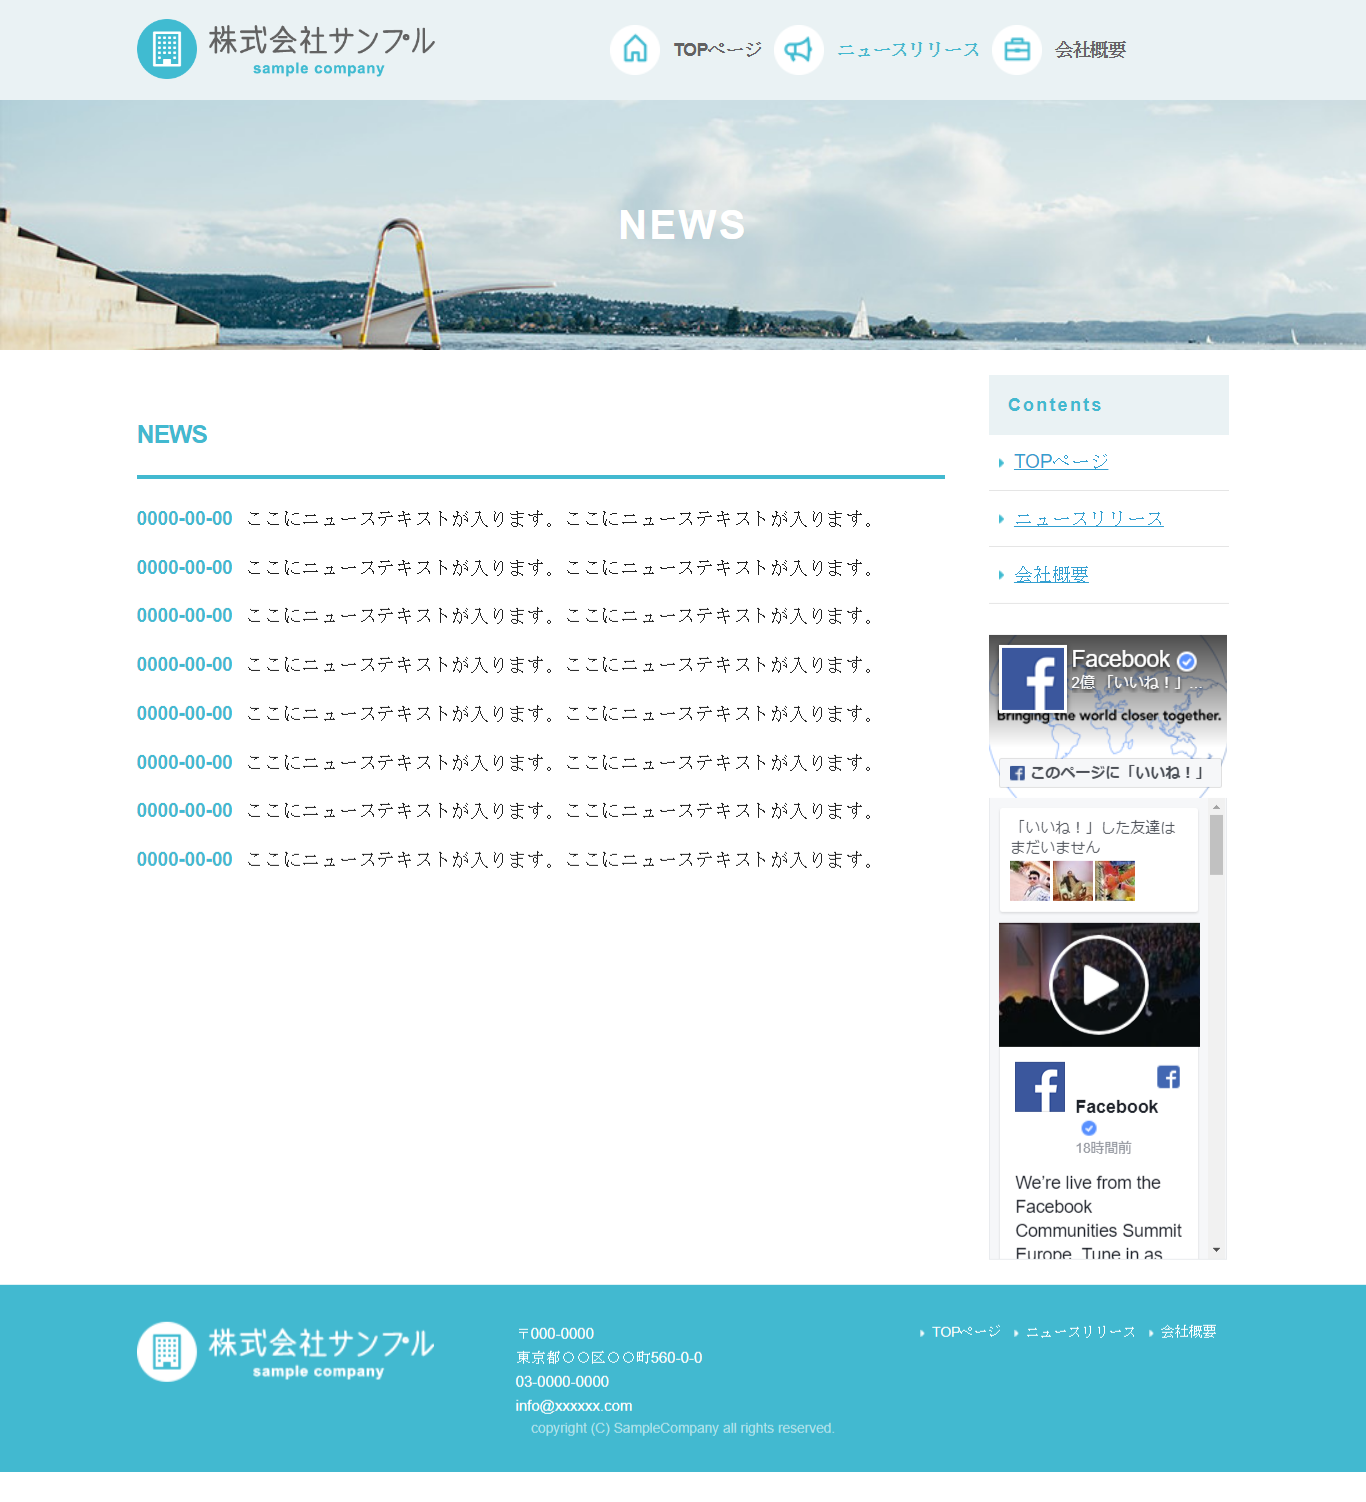 株式会社サンプル
sample company
TOPページ
ニュースリリース
会社概要
NEWS
NEWS
0000-00-00 ここにニューステキストが入ります。ここにニューステキストが入ります。
0000-00-00 ここにニューステキストが入ります。ここにニューステキストが入ります。
0000-00-00 ここにニューステキストが入ります。ここにニューステキストが入ります。
0000-00-00 ここにニューステキストが入ります。ここにニューステキストが入ります。
0000-00-00 ここにニューステキストが入ります。ここにニューステキストが入ります。
0000-00-00 ここにニューステキストが入ります。ここにニューステキストが入ります。
0000-00-00 ここにニューステキストが入ります。ここにニューステキストが入ります。
0000-00-00 ここにニューステキストが入ります。ここにニューステキストが入ります。
Contents
TOPページ
ニュースリリース
会社概要
Facebook
2億 「いいね！」...
Bringing the world closer together.
このページに「いいね！」
「いいね！」した友達は
まだいません
Facebook
18時間前
We're live from the
Facebook
Communities Summit
Europe. Tune in as
株式会社サンプル
sample company
〒000-0000
東京都○○区○○町560-0-0
03-0000-0000
info@xxxxxx.com
copyright (C) SampleCompany all rights reserved.
TOPページ
ニュースリリース
会社概要